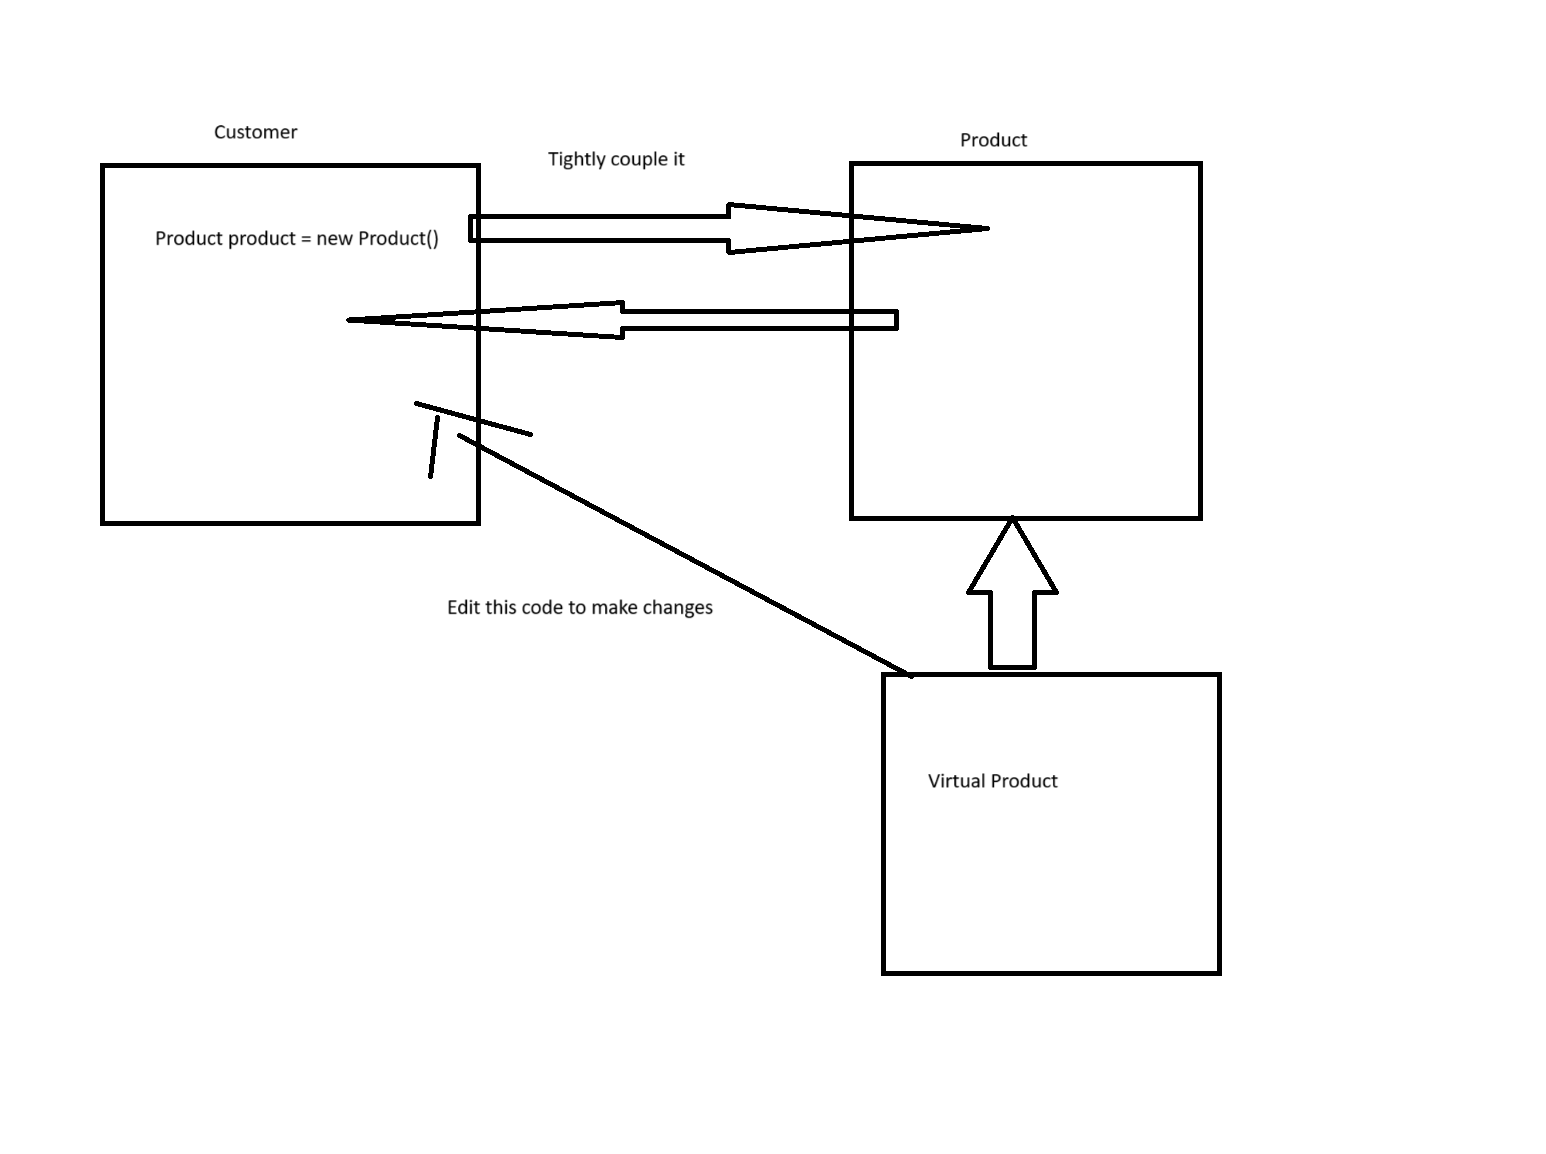 Customer
Tightly couple it
Product
Product product = new Product()
Edit this code to make changes
Virtual Product